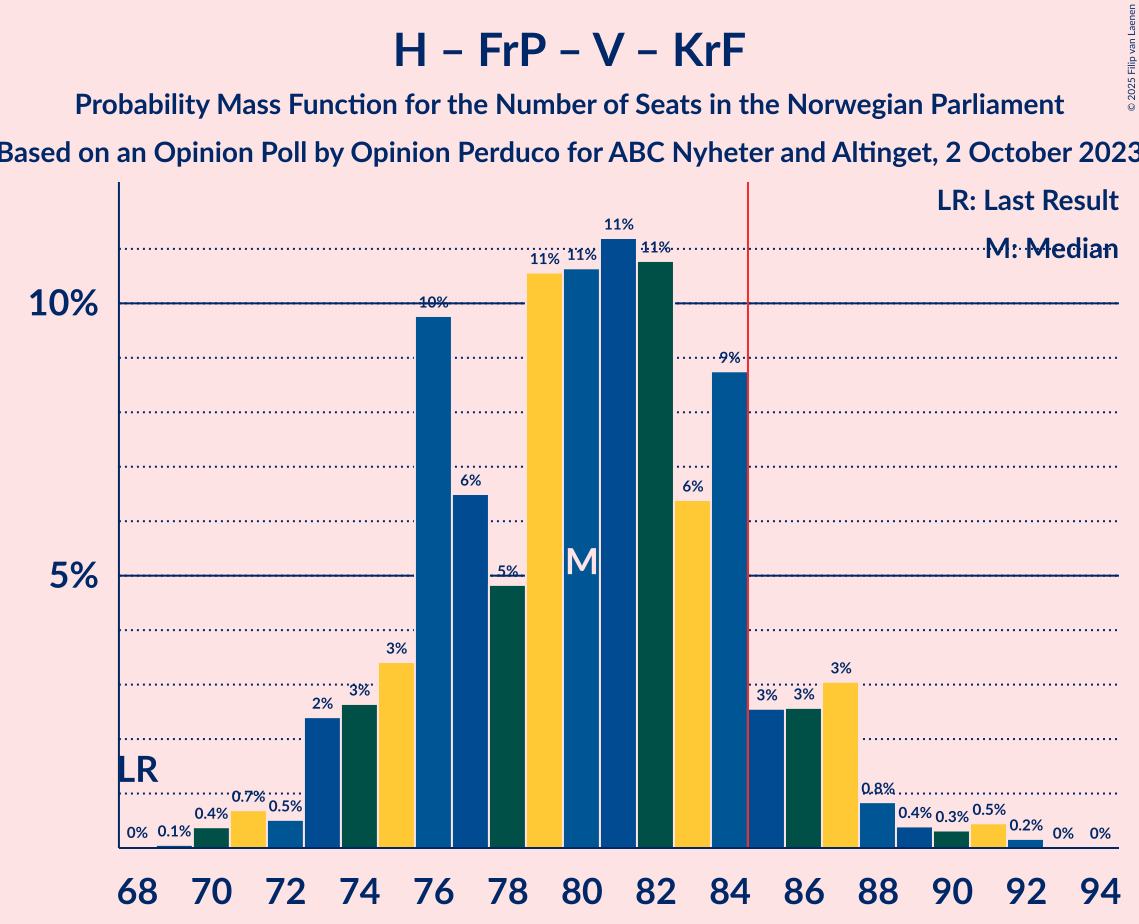 © 2025 Filip van Laenen
H – FrP – V – KrF
Probability Mass Function for the Number of Seats in the Norwegian Parliament
Based on an Opinion Poll by Opinion Perduco for ABC Nyheter and Altinget, 2 October 2023
LR: Last Result
M: Median
10%
5%
LR
M
0% 0.1% 0.4% 0.7% 0.5% 2% 3% 3% 10% 6% 5% 11% 11% 11% 11% 6% 9% 3% 3% 3% 0.8% 0.4% 0.3% 0.5% 0.2% 0% 0%
68 70 72 74 76 78 80 82 84 86 88 90 92 94